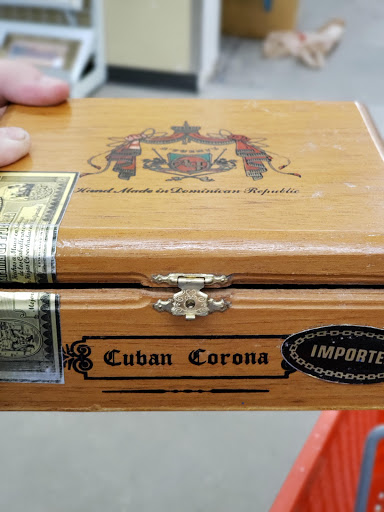 Hand Made in Dominican Republic
Cuban Corona
IMPORTE